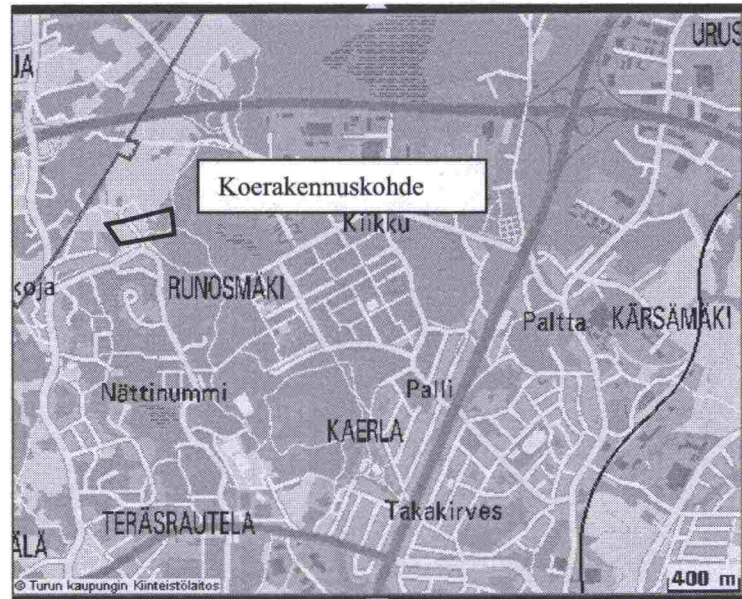 URUS
JA
Koerakennuskohde
Kiikku
koja
RUNOSMÄKI
Paltta
KÄRSÄMÄKI
Nättinummi
Palli
KAERLA
TERÄSRAUTELA
Takakirves
ÄLÄ
© Turun kaupungin Kiinteistölaitos
400 m